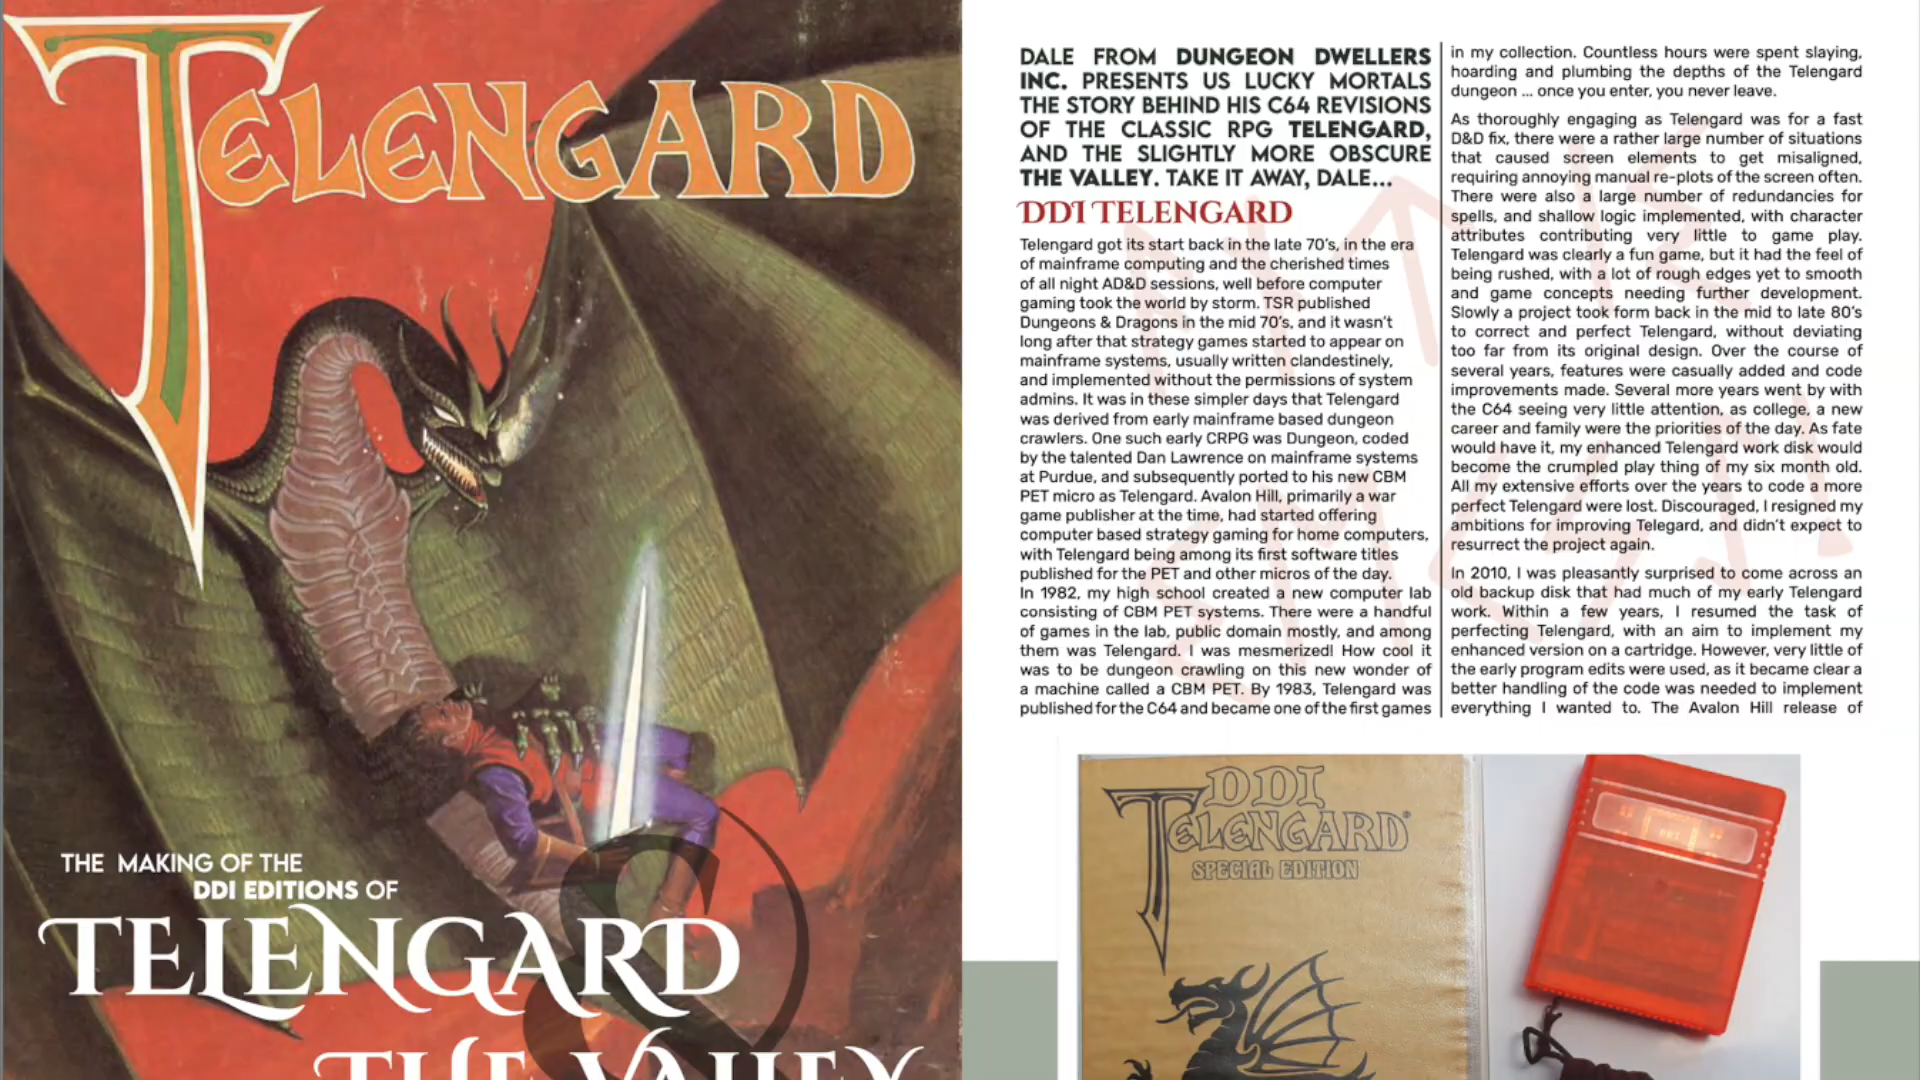 TELENGARD
THE MAKING OF THE
DDI EDITIONS OF
TELENGARD
&
THE VALLEY
DALE FROM DUNGEON DWELLERS
INC. PRESENTS US LUCKY MORTALS
THE STORY BEHIND HIS C64 REVISIONS
OF THE CLASSIC RPG TELENGARD,
AND THE SLIGHTLY MORE OBSCURE
THE VALLEY. TAKE IT AWAY, DALE...
DDI TELENGARD
Telengard got its start back in the late 70's, in the era
of mainframe computing and the cherished times
of all night AD&D sessions, well before computer
gaming took the world by storm. TSR published
Dungeons & Dragons in the mid 70's, and it wasn't
long after that strategy games started to appear on
mainframe systems, usually written clandestinely,
and implemented without the permissions of system
admins. It was in these simpler days that Telengard
was derived from early mainframe based dungeon
crawlers. One such early CRPG was Dungeon, coded
by the talented Dan Lawrence on mainframe systems
at Purdue, and subsequently ported to his new CBM
PET micro as Telengard. Avalon Hill, primarily a war
game publisher at the time, had started offering
computer based strategy gaming for home computers,
with Telengard being among its first software titles
published for the PET and other micros of the day.
In 1982, my high school created a new computer lab
consisting of CBM PET systems. There were a handful
of games in the lab, public domain mostly, and among
them was Telengard. I was mesmerized! How cool it
was to be dungeon crawling on this new wonder of
a machine called a CBM PET. By 1983, Telengard was
published for the C64 and became one of the first games
in my collection. Countless hours were spent slaying,
hoarding and plumbing the depths of the Telengard
dungeon ... once you enter, you never leave.
As thoroughly engaging as Telengard was for a fast
D&D fix, there were a rather large number of situations
that caused screen elements to get misaligned,
requiring annoying manual re-plots of the screen often.
There were also a large number of redundancies for
spells, and shallow logic implemented, with character
attributes contributing very little to game play.
Telengard was clearly a fun game, but it had the feel of
being rushed, with a lot of rough edges yet to smooth
and game concepts needing further development.
Slowly a project took form back in the mid to late 80's
to correct and perfect Telengard, without deviating
too far from its original design. Over the course of
several years, features were casually added and code
improvements made. Several more years went by with
the C64 seeing very little attention, as college, a new
career and family were the priorities of the day. As fate
would have it, my enhanced Telengard work disk would
become the crumpled play thing of my six month old.
All my extensive efforts over the years to code a more
perfect Telengard were lost. Discouraged, I resigned my
ambitions for improving Telegard, and didn't expect to
resurrect the project again.
In 2010, I was pleasantly surprised to come across an
old backup disk that had much of my early Telengard
work. Within a few years, I resumed the task of
perfecting Telengard, with an aim to implement my
enhanced version on a cartridge. However, very little of
the early program edits were used, as it became clear a
better handling of the code was needed to implement
everything I wanted to. The Avalon Hill release of
DDI
TELENGARD®
SPECIAL EDITION